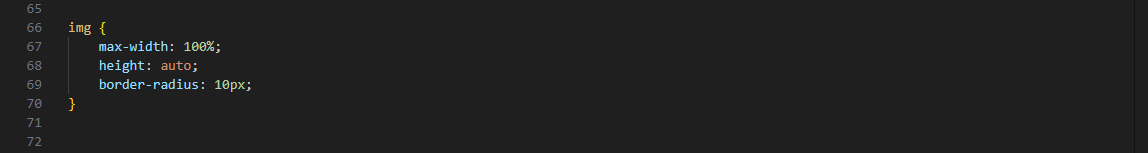 65
66 img {
67     max-width: 100%;
68     height: auto;
69     border-radius: 10px;
70 }
71
72